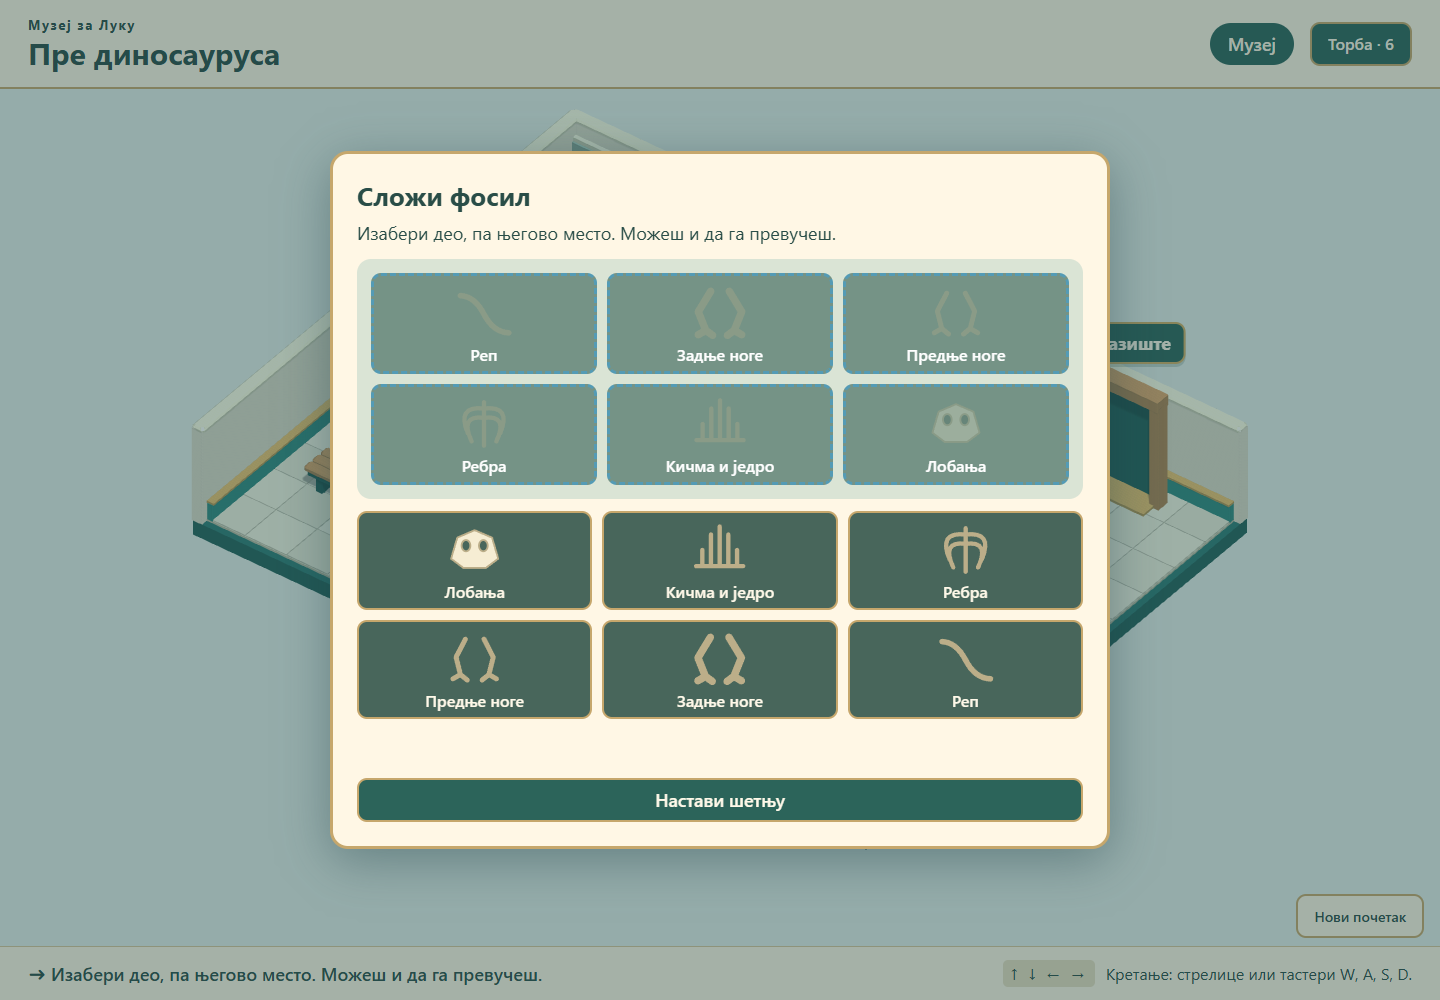 Музеј за Луку
Пре диносауруса
Музеј
Торба · 6
Сложи фосил
Изабери део, па његово место. Можеш и да га превучеш.
Реп
Задње ноге
Предње ноге
Ребра
Кичма и једро
Лобања
Лобања
Кичма и једро
Ребра
Предње ноге
Задње ноге
Реп
Настави шетњу
Нови почетак
→ Изабери део, па његово место. Можеш и да га превучеш.
↑ ↓ ← → Кретање: стрелице или тастери W, A, S, D.